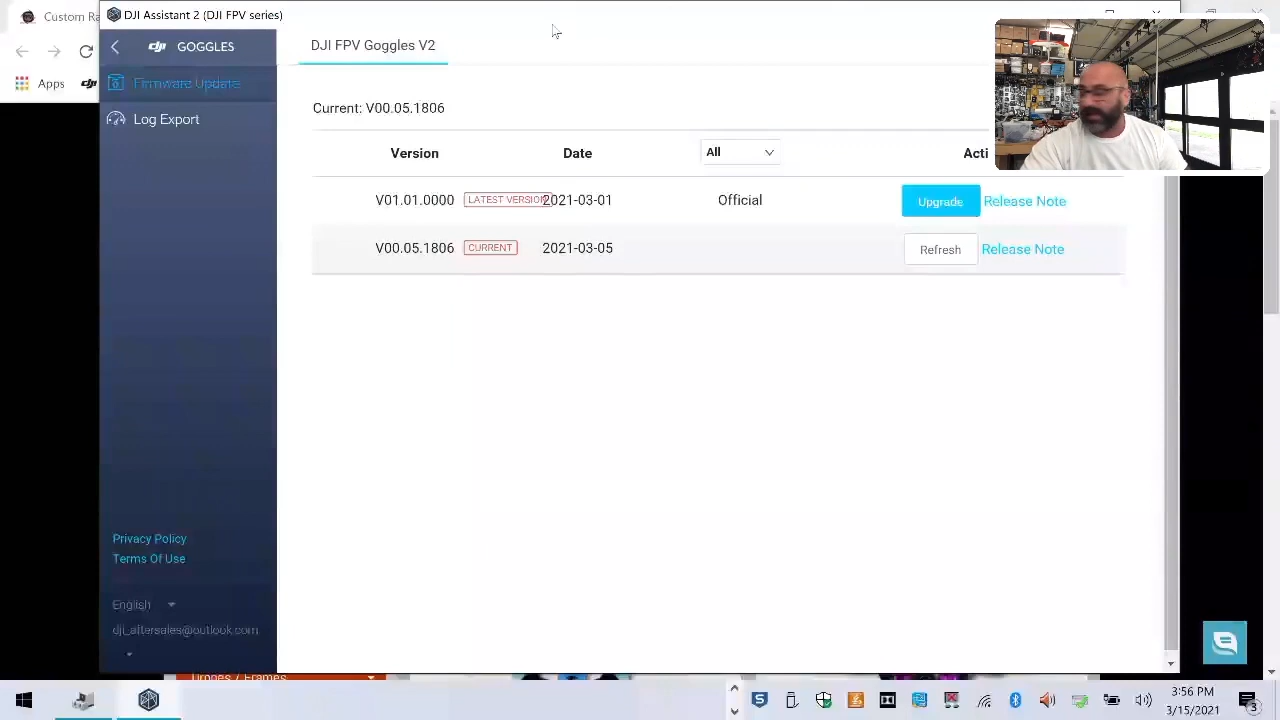 Custom Ra
DJI Assistant 2 (DJI FPV series)
dji GOGGLES
DJI FPV Goggles V2
Apps
dji
Firmware Update
Log Export
Current: V00.05.1806
Version Date All Acti
V01.01.0000 LATEST VERSION 2021-03-01 Official Upgrade Release Note
V00.05.1806 CURRENT 2021-03-05 Refresh Release Note
Privacy Policy
Terms Of Use
English
dji_aftersales@outlook.com
Drones / Frames
3:56 PM
3/15/2021
3